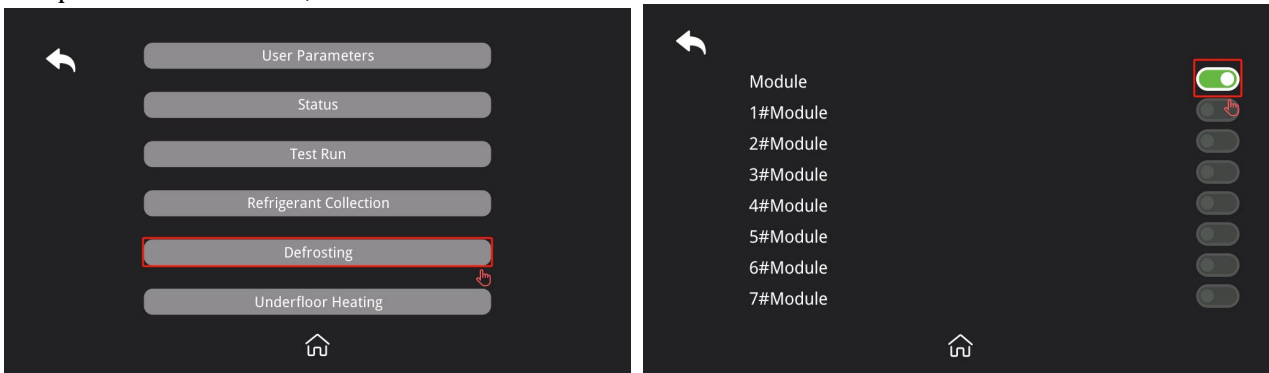 User Parameters
Status
Test Run
Refrigerant Collection
Defrosting
Underfloor Heating
Module
1#Module
2#Module
3#Module
4#Module
5#Module
6#Module
7#Module